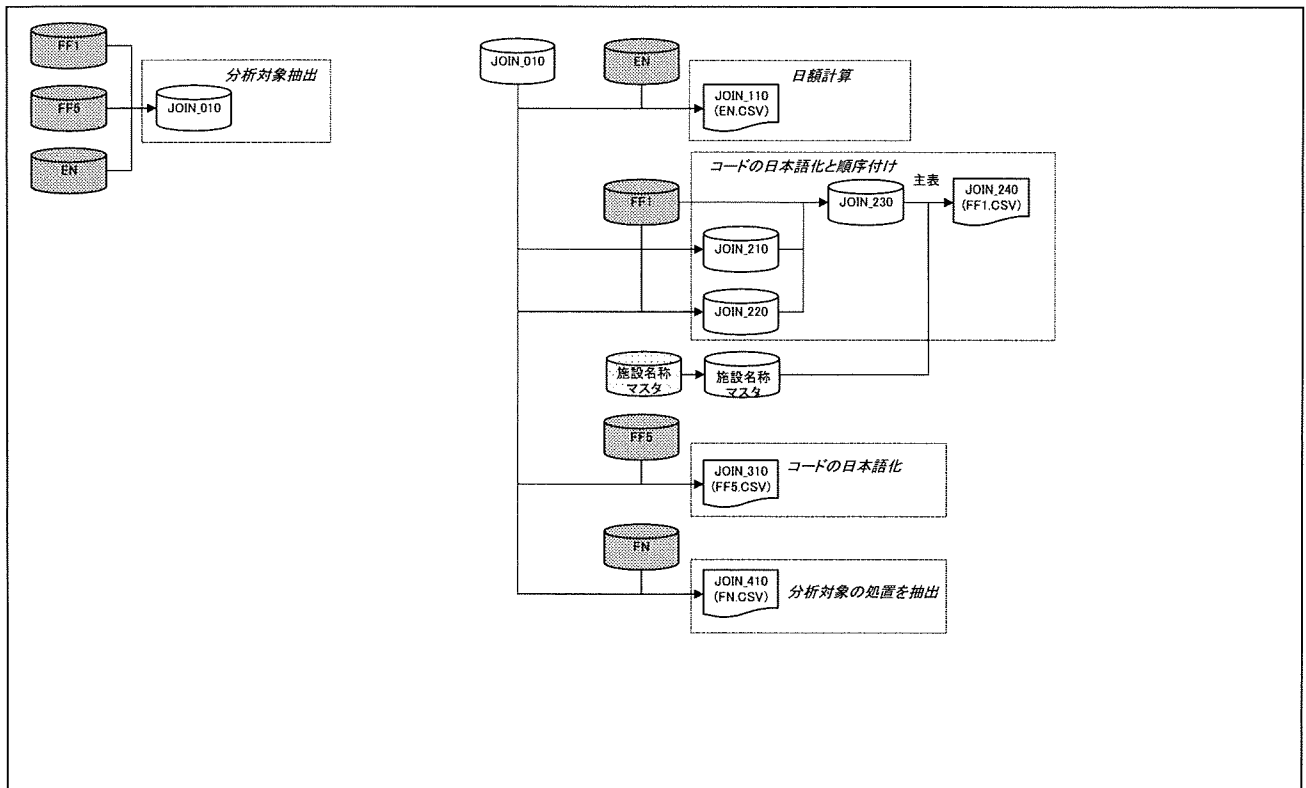 FF1
FF5
EN
分析対象抽出
JOIN_010
JOIN_010
EN
日額計算
JOIN_110
(EN.CSV)
コードの日本語化と順序付け
FF1
JOIN_210
JOIN_220
JOIN_230
主表
JOIN_240
(FF1.CSV)
施設名称
マスタ
施設名称
マスタ
FF5
コードの日本語化
JOIN_310
(FF5.CSV)
FN
JOIN_410
(FN.CSV)
分析対象の処置を抽出